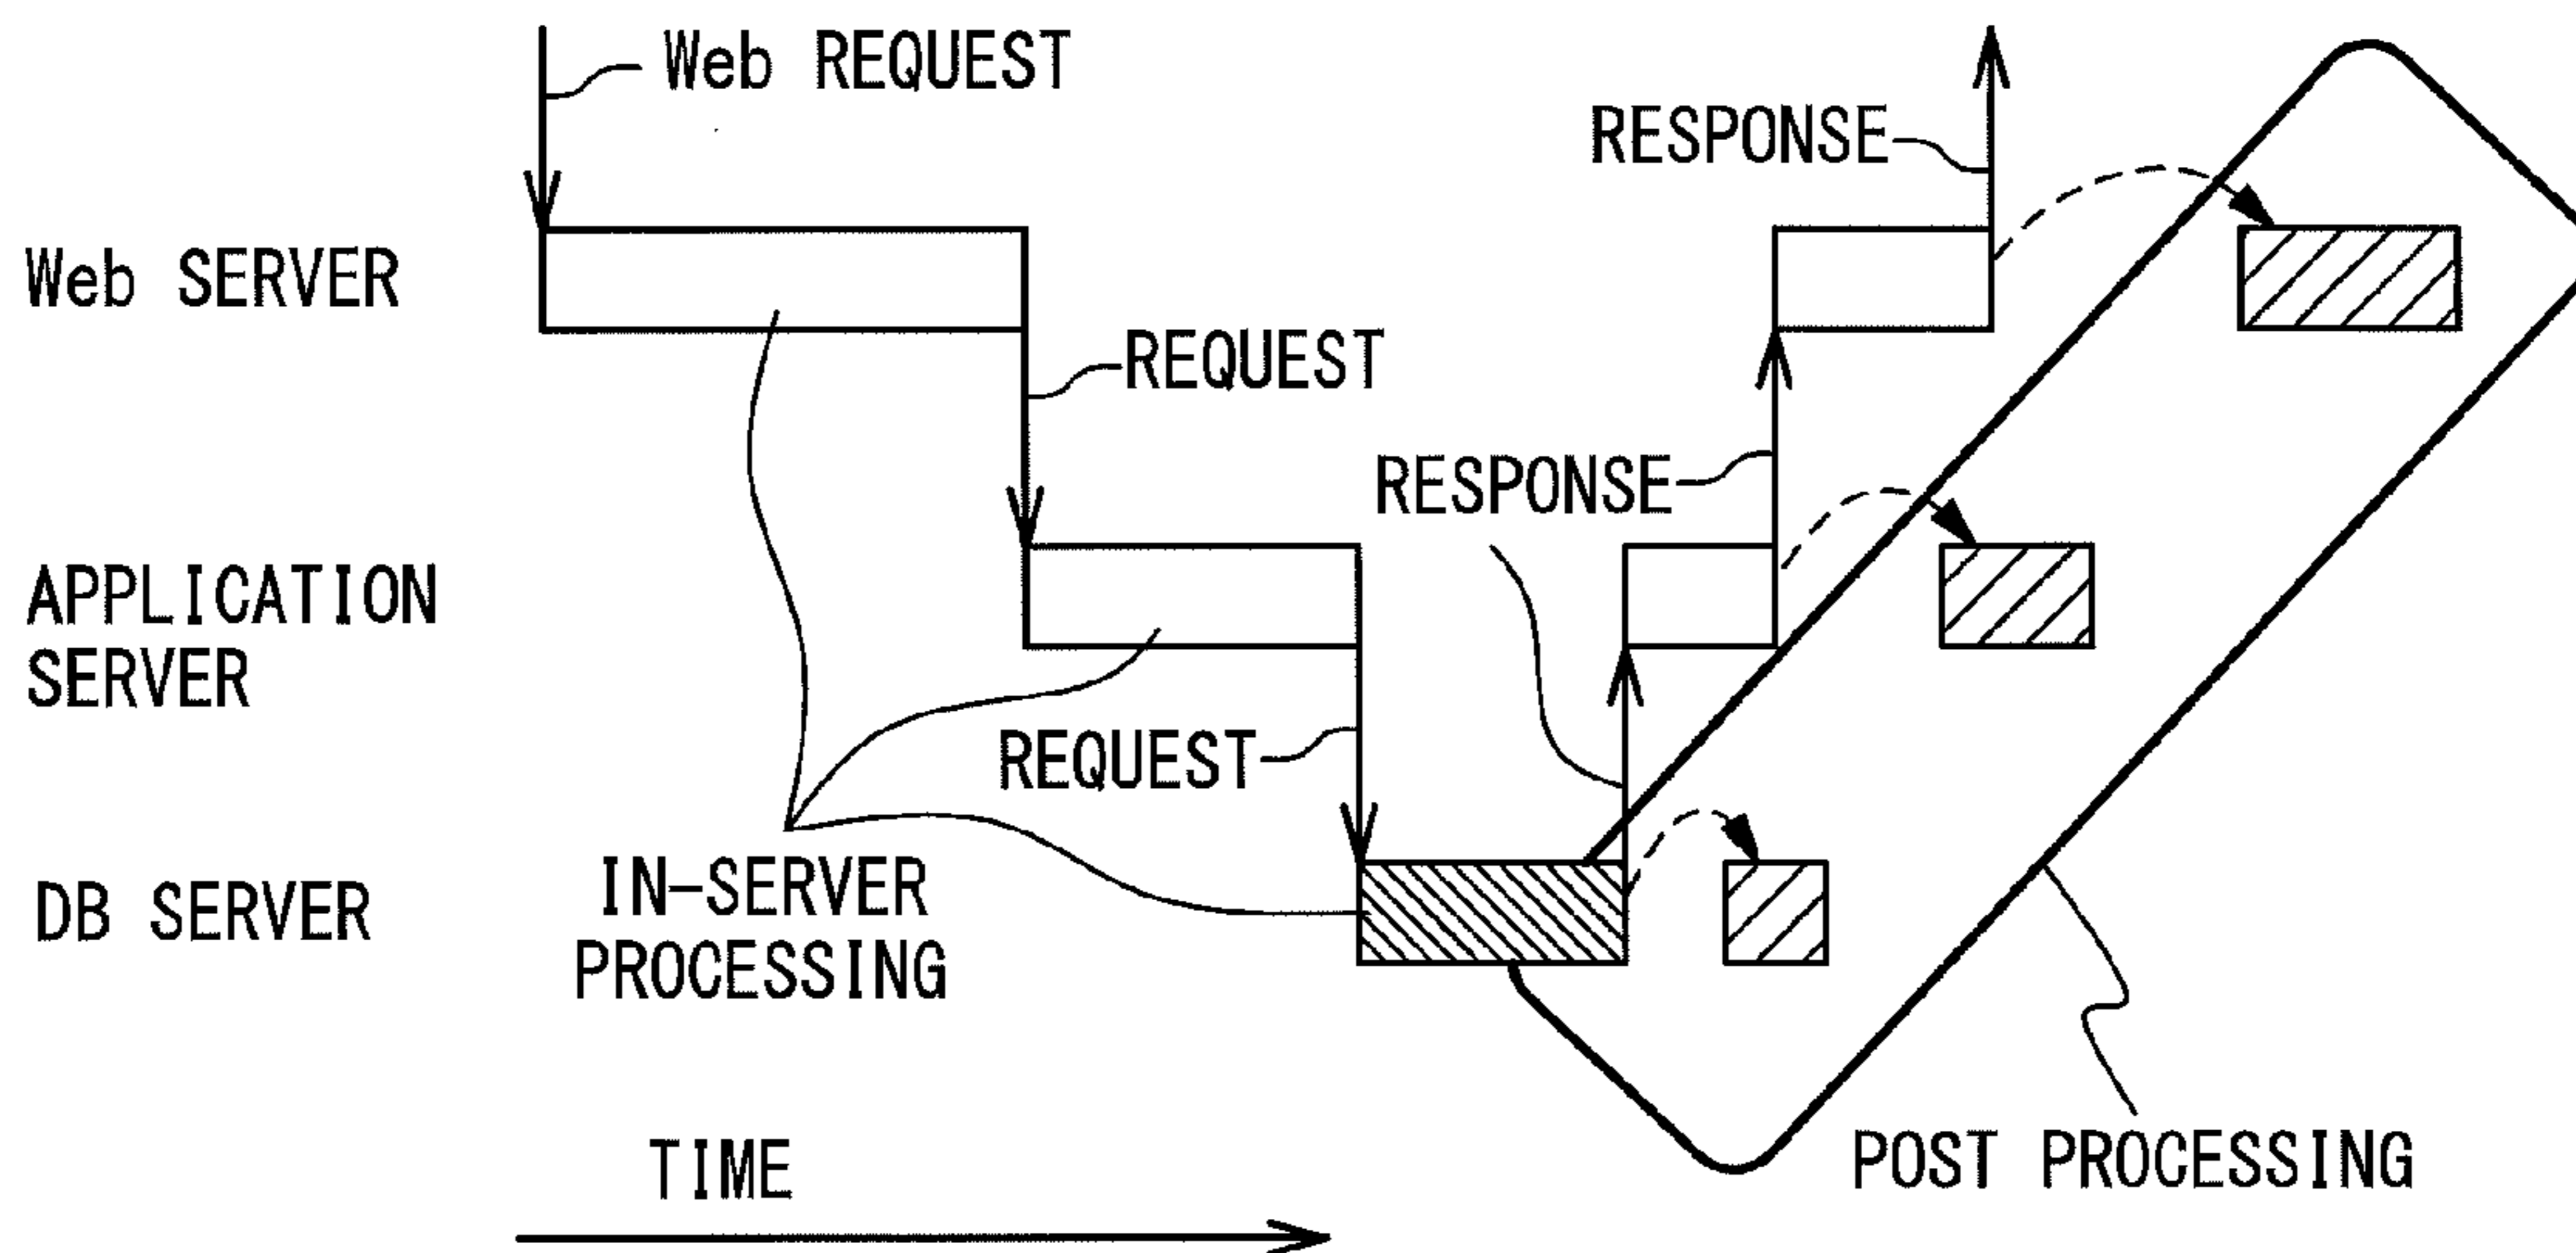 Web REQUEST
RESPONSE
Web SERVER
REQUEST
RESPONSE
APPLICATION
SERVER
REQUEST
DB SERVER
IN-SERVER
PROCESSING
TIME
POST PROCESSING